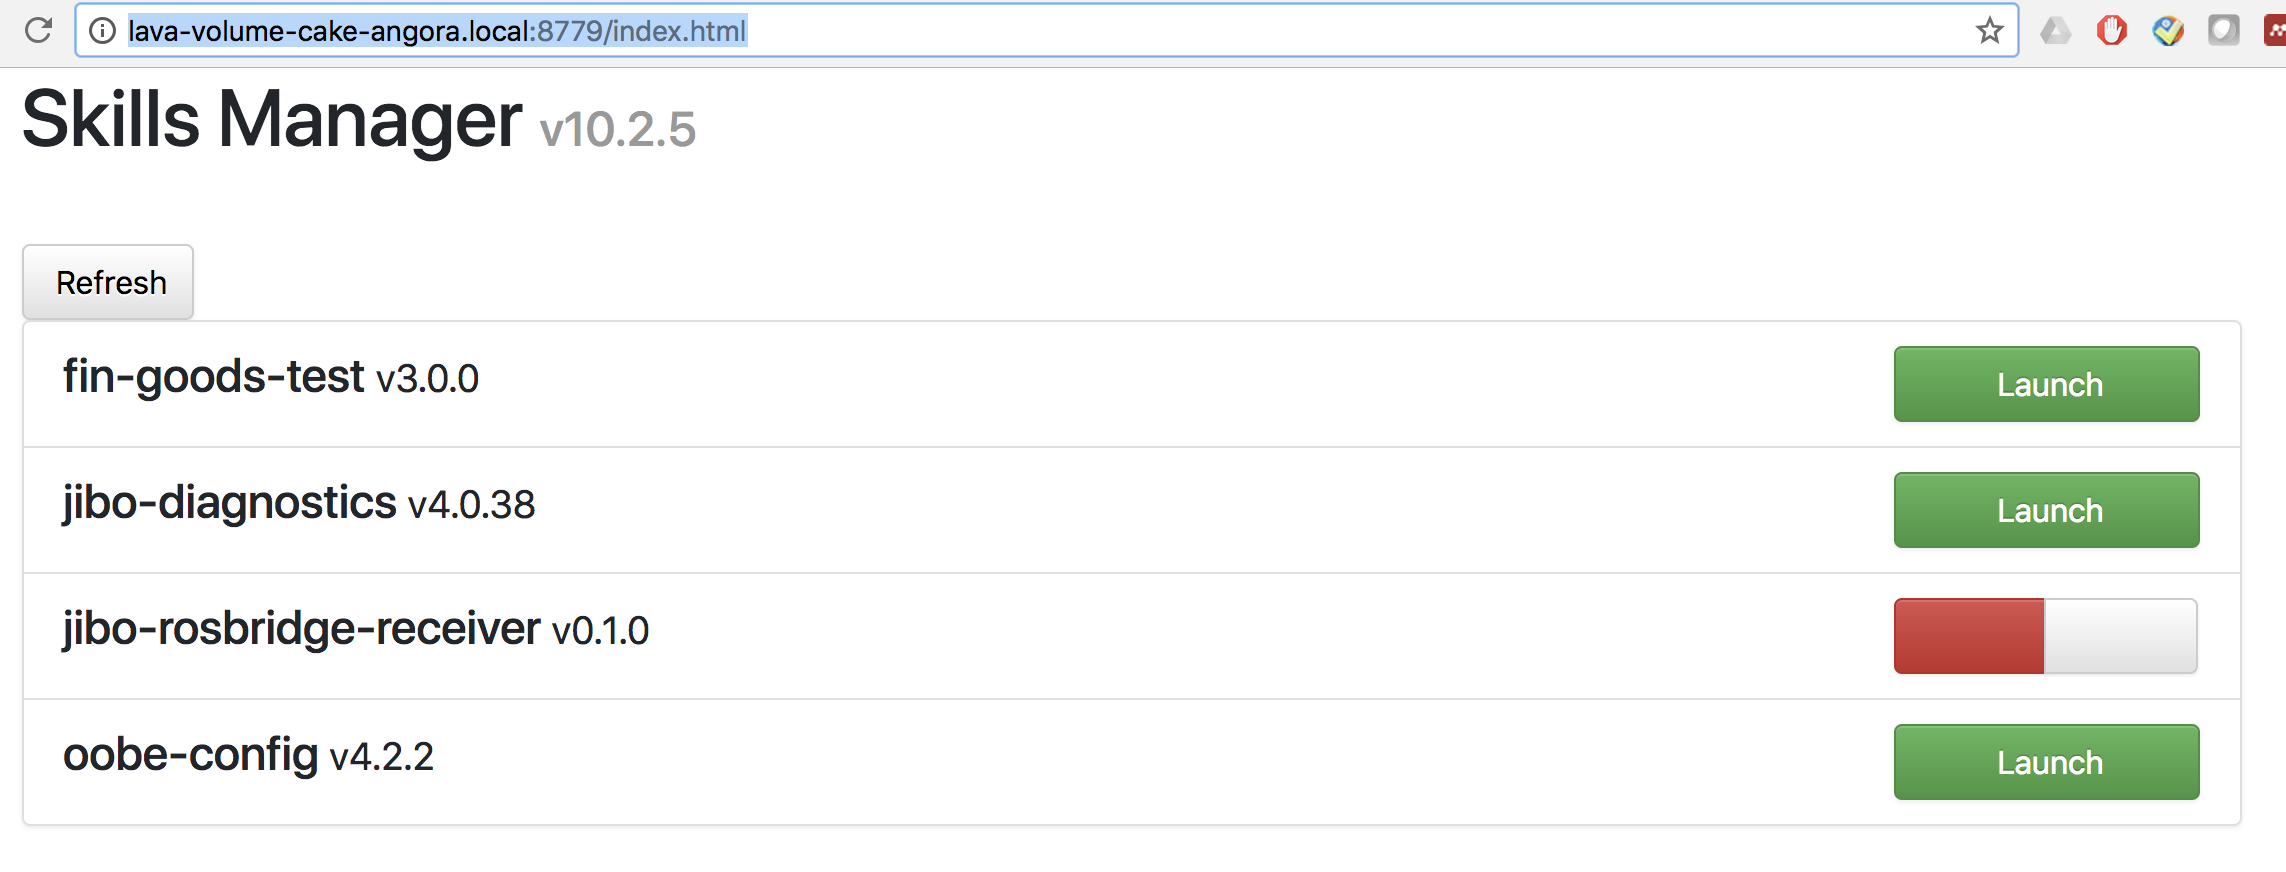 lava-volume-cake-angora.local:8779/index.html
Skills Manager v10.2.5
Refresh
fin-goods-test v3.0.0
Launch
jibo-diagnostics v4.0.38
Launch
jibo-rosbridge-receiver v0.1.0
oobe-config v4.2.2
Launch